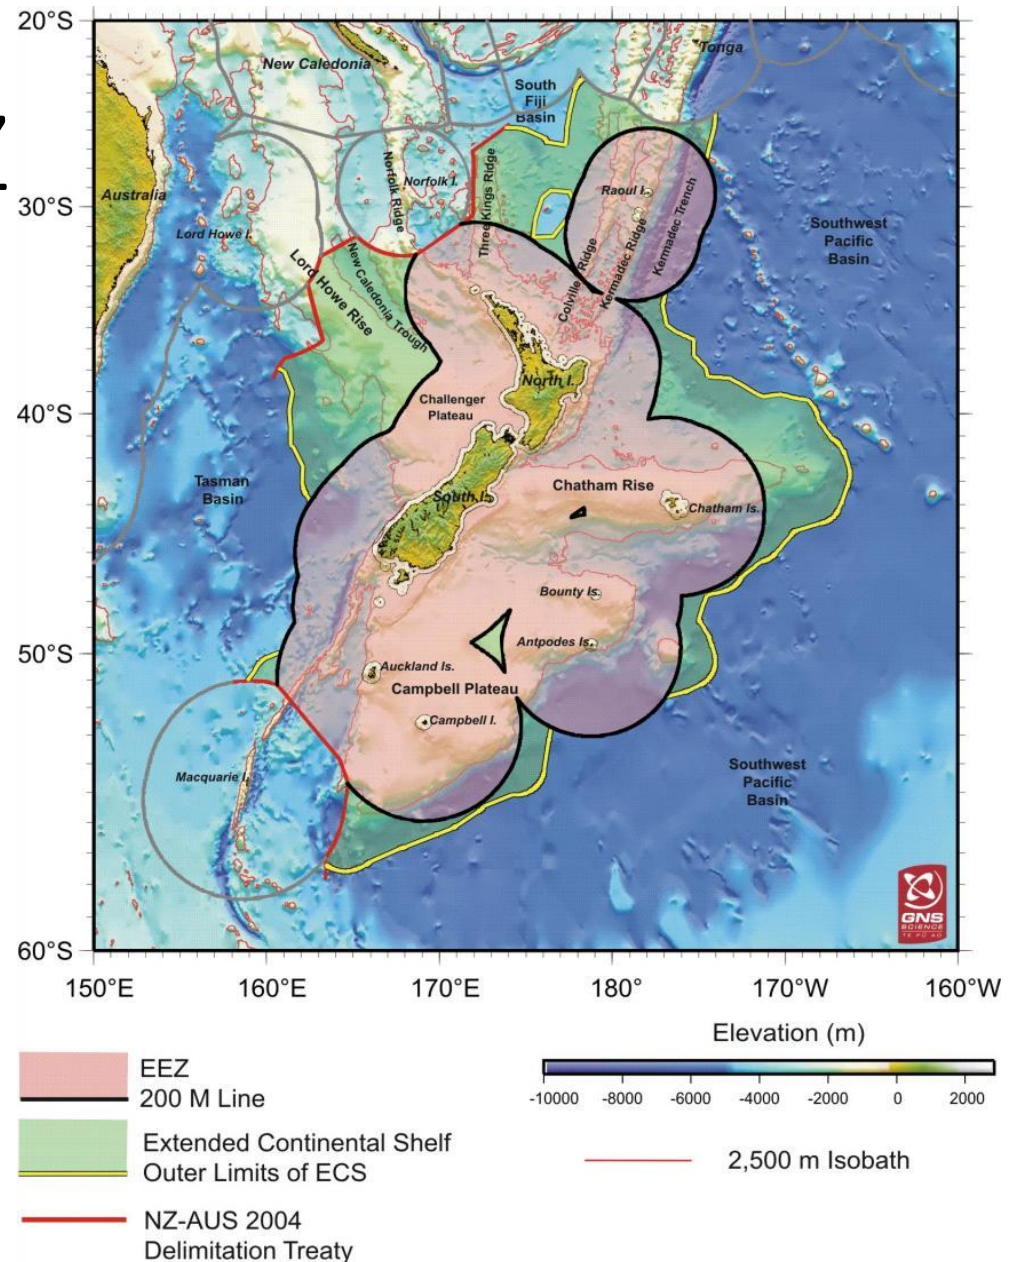 20°S
30°S
40°S
50°S
60°S
150°E
160°E
170°E
180°
170°W
160°W
New Caledonia
Tonga
South
Fiji
Basin
Australia
Norfolk I.
Norfolk Ridge
Three Kings Ridge
Raoul I.
Kermadec Trench
Lord Howe I.
Lord Howe Rise
New Caledonia Trough
Colville Ridge
Kermadec Ridge
Southwest
Pacific
Basin
North I.
Challenger
Plateau
Tasman
Basin
South I.
Chatham Rise
Chatham Is.
Bounty Is.
Antpodes Is.
Auckland Is.
Campbell Plateau
Campbell I.
Macquarie I.
Southwest
Pacific
Basin
GNS
SCIENCE
TE PŪ AO
EEZ
200 M Line
Extended Continental Shelf
Outer Limits of ECS
NZ-AUS 2004
Delimitation Treaty
Elevation (m)
-10000 -8000 -6000 -4000 -2000 0 2000
2,500 m Isobath